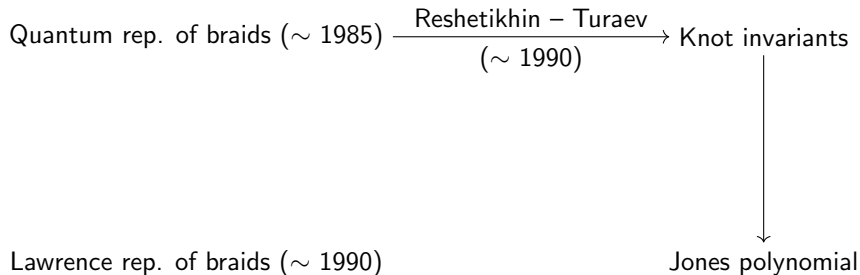 Reshetikhin – Turaev
Quantum rep. of braids (∼ 1985)
Knot invariants
(∼ 1990)
Lawrence rep. of braids (∼ 1990)
Jones polynomial